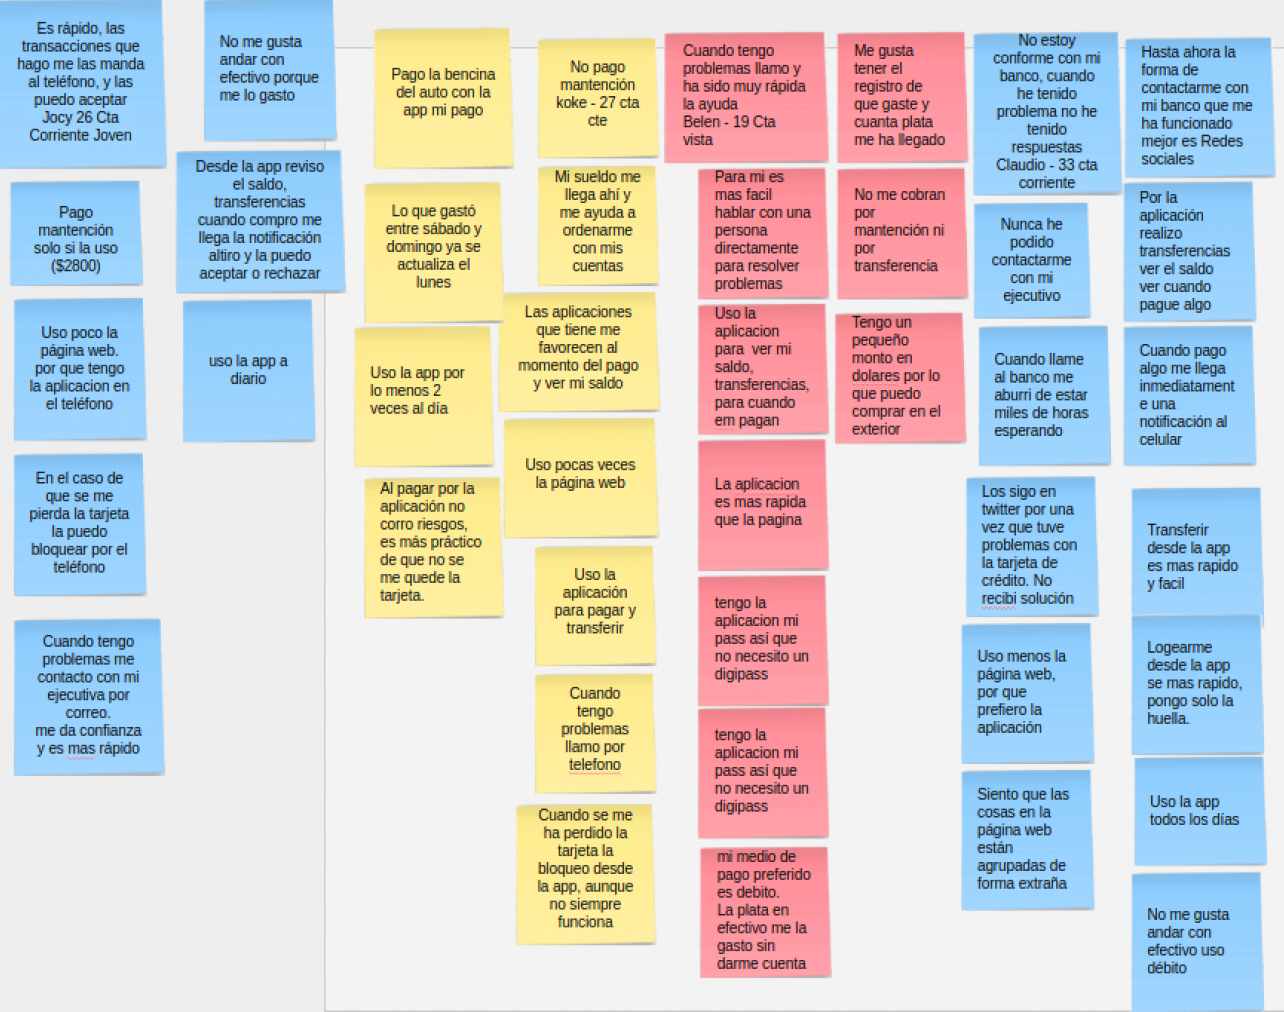 Es rápido, las
transacciones que
hago me las manda
al teléfono, y las
puedo aceptar
Jocy 26 Cta
Corriente Joven
No me gusta
andar con
efectivo porque
me lo gasto
Pago
mantención
solo si la uso
($2800)
Desde la app reviso
el saldo,
transferencias
cuando compro me
llega la notificación
altiro y la puedo
aceptar o rechazar
Uso poco la
página web.
por que tengo
la aplicacion en
el teléfono
uso la app a
diario
En el caso de
que se me
pierda la tarjeta
la puedo
bloquear por el
teléfono
Cuando tengo
problemas me
contacto con mi
ejecutiva por
correo.
me da confianza
y es mas rápido
Pago la bencina
del auto con la
app mi pago
Lo que gastó
entre sábado y
domingo ya se
actualiza el
lunes
Uso la app por
lo menos 2
veces al día
Al pagar por la
aplicación no
corro riesgos,
es más práctico
de que no se
me quede la
tarjeta.
No pago
mantención
koke - 27 cta
cte
Mi sueldo me
llega ahí y
me ayuda a
ordenarme
con mis
cuentas
Las aplicaciones
que tiene me
favorecen al
momento del pago
y ver mi saldo
Uso pocas veces
la página web
Uso la
aplicación
para pagar y
transferir
Cuando
tengo
problemas
llamo por
telefono
Cuando se me
ha perdido la
tarjeta la
bloqueo desde
la app, aunque
no siempre
funciona
Cuando tengo
problemas llamo y
ha sido muy rápida
la ayuda
Belen - 19 Cta
vista
Para mi es
mas facil
hablar con una
persona
directamente
para resolver
problemas
Uso la
aplicacion
para ver mi
saldo,
transferencias,
para cuando
em pagan
La aplicacion
es mas rapida
que la pagina
tengo la
aplicacion mi
pass así que
no necesito un
digipass
tengo la
aplicacion mi
pass así que
no necesito un
digipass
mi medio de
pago preferido
es debito.
La plata en
efectivo me la
gasto sin
darme cuenta
Me gusta
tener el
registro de
que gaste y
cuanta plata
me ha llegado
No me cobran
por
mantención ni
por
transferencia
Tengo un
pequeño
monto en
dolares por lo
que puedo
comprar en el
exterior
No estoy
conforme con mi
banco, cuando
he tenido
problema no he
tenido
respuestas
Claudio - 33 cta
corriente
Nunca he
podido
contactarme
con mi
ejecutivo
Cuando llame
al banco me
aburri de estar
miles de horas
esperando
Los sigo en
twitter por una
vez que tuve
problemas con
la tarjeta de
crédito. No
recibi solución
Uso menos la
página web,
por que
prefiero la
aplicación
Siento que las
cosas en la
página web
están
agrupadas de
forma extraña
Hasta ahora la
forma de
contactarme con
mi banco que me
ha funcionado
mejor es Redes
sociales
Por la
aplicación
realizo
transferencias
ver el saldo
ver cuando
pague algo
Cuando pago
algo me llega
inmediatament
e una
notificación al
celular
Transferir
desde la app
es mas rapido
y facil
Logearme
desde la app
se mas rapido,
pongo solo la
huella.
Uso la app
todos los días
No me gusta
andar con
efectivo uso
débito